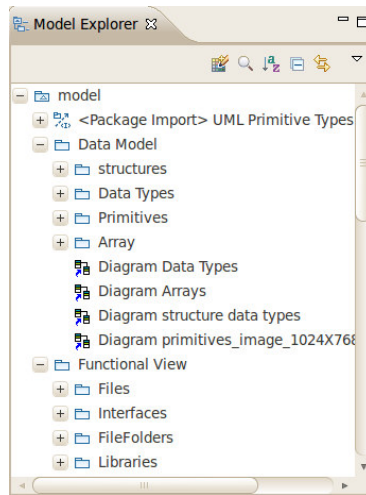 Model Explorer
model
<Package Import> UML Primitive Types
Data Model
structures
Data Types
Primitives
Array
Diagram Data Types
Diagram Arrays
Diagram structure data types
Diagram primitives_image_1024X768
Functional View
Files
Interfaces
FileFolders
Libraries